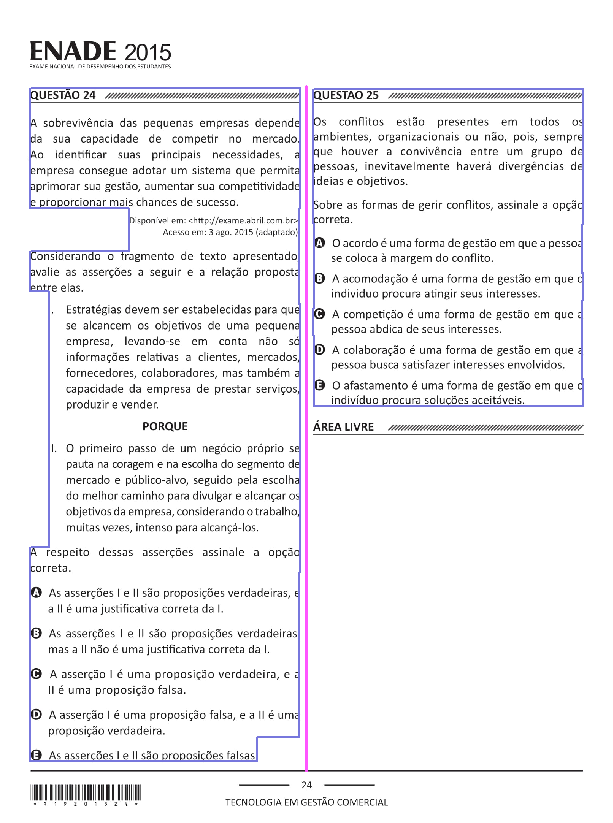 ENADE 2015
EXAME NACIONAL DE DESEMPENHO DOS ESTUDANTES
QUESTÃO 24
A sobrevivência das pequenas empresas depende
da sua capacidade de competir no mercado.
Ao identificar suas principais necessidades, a
empresa consegue adotar um sistema que permita
aprimorar sua gestão, aumentar sua competitividade
e proporcionar mais chances de sucesso.
Disponível em: <http://exame.abril.com.br>
Acesso em: 3 ago. 2015 (adaptado)
Considerando o fragmento de texto apresentado
avalie as asserções a seguir e a relação proposta
entre elas.
. Estratégias devem ser estabelecidas para que
se alcancem os objetivos de uma pequena
empresa, levando-se em conta não só
informações relativas a clientes, mercados,
fornecedores, colaboradores, mas também a
capacidade da empresa de prestar serviços,
produzir e vender.
PORQUE
I. O primeiro passo de um negócio próprio se
pauta na coragem e na escolha do segmento de
mercado e público-alvo, seguido pela escolha
do melhor caminho para divulgar e alcançar os
objetivos da empresa, considerando o trabalho,
muitas vezes, intenso para alcançá-los.
A respeito dessas asserções assinale a opção
correta.
A As asserções I e II são proposições verdadeiras, e
a II é uma justificativa correta da I.
B As asserções I e II são proposições verdadeiras
mas a II não é uma justificativa correta da I.
C A asserção I é uma proposição verdadeira, e a
II é uma proposição falsa.
D A asserção I é uma proposição falsa, e a II é uma
proposição verdadeira.
E As asserções I e II são proposições falsas
QUESTÃO 25
Os conflitos estão presentes em todos os
ambientes, organizacionais ou não, pois, sempre
que houver a convivência entre um grupo de
pessoas, inevitavelmente haverá divergências de
ideias e objetivos.
Sobre as formas de gerir conflitos, assinale a opção
correta.
A O acordo é uma forma de gestão em que a pessoa
se coloca à margem do conflito.
B A acomodação é uma forma de gestão em que o
individuo procura atingir seus interesses.
C A competição é uma forma de gestão em que a
pessoa abdica de seus interesses.
D A colaboração é uma forma de gestão em que a
pessoa busca satisfazer interesses envolvidos.
E O afastamento é uma forma de gestão em que o
indivíduo procura soluções aceitáveis.
ÁREA LIVRE
24
TECNOLOGIA EM GESTÃO COMERCIAL